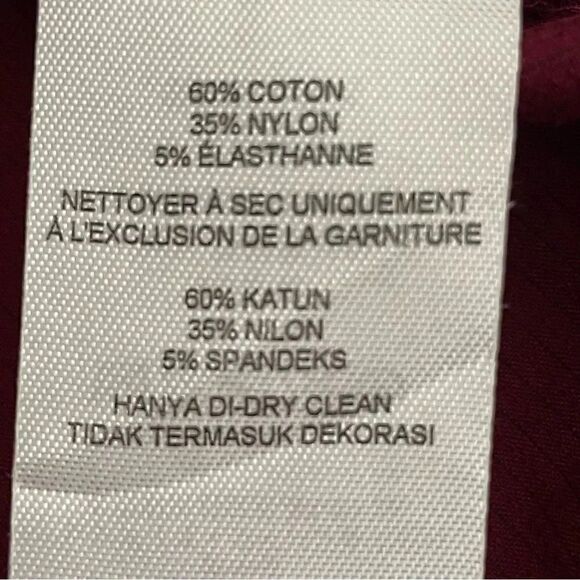 60% COTON
35% NYLON
5% ÉLASTHANNE
NETTOYER À SEC UNIQUEMENT
À L'EXCLUSION DE LA GARNITURE
60% KATUN
35% NILON
5% SPANDEKS
HANYA DI-DRY CLEAN
TIDAK TERMASUK DEKORASI